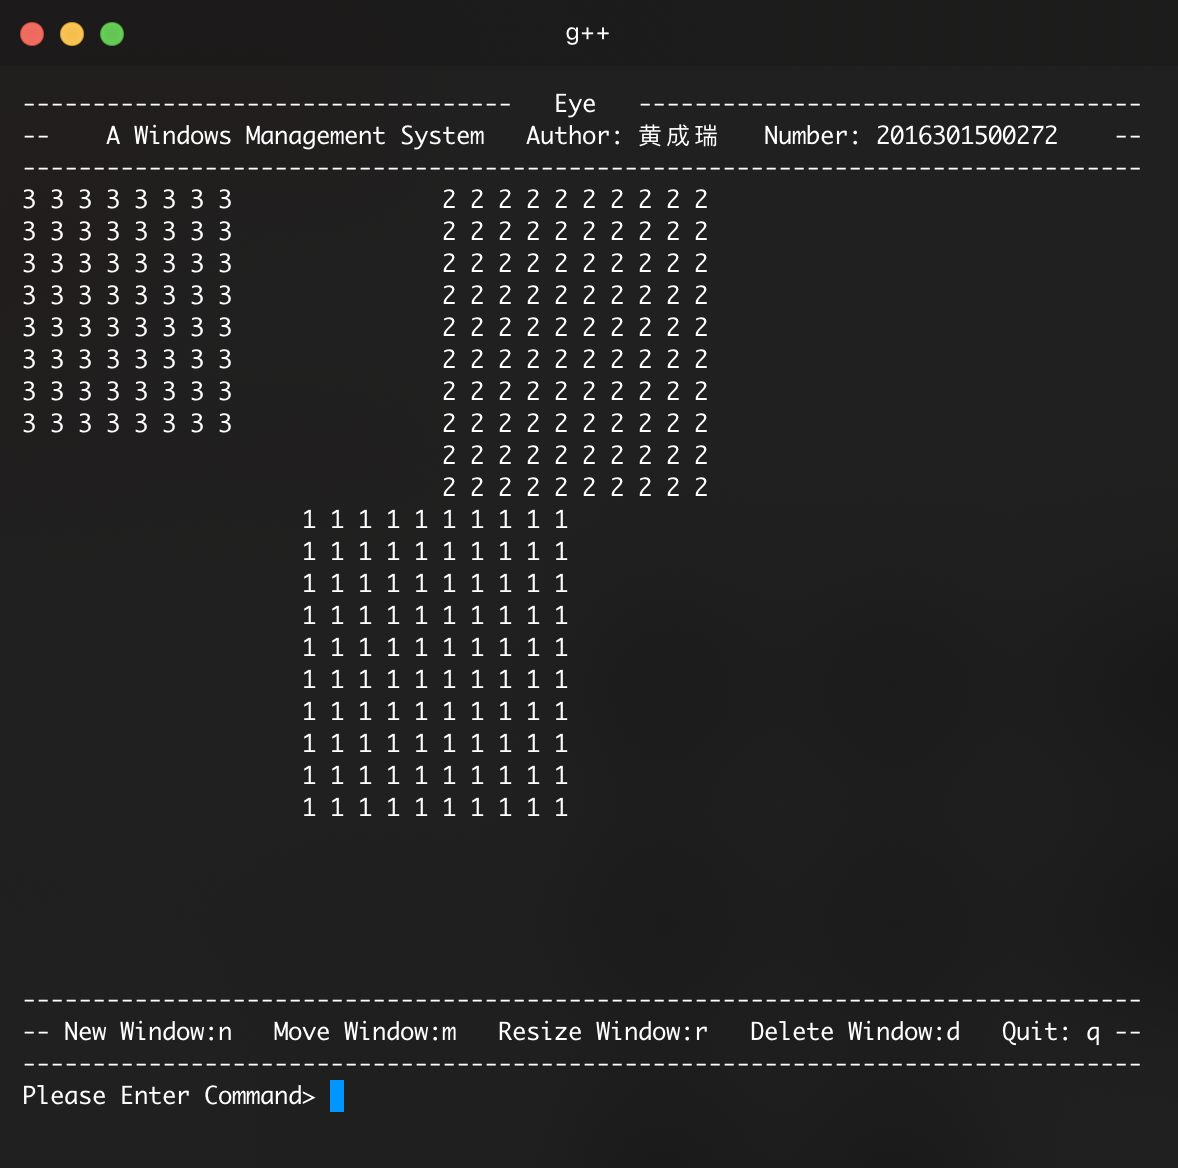 ----------------------------------- Eye ------------------------------------
-- A Windows Management System Author: 黄成瑞 Number: 2016301500272 --
--------------------------------------------------------------------------------
3 3 3 3 3 3 3 3 2 2 2 2 2 2 2 2 2 2
3 3 3 3 3 3 3 3 2 2 2 2 2 2 2 2 2 2
3 3 3 3 3 3 3 3 2 2 2 2 2 2 2 2 2 2
3 3 3 3 3 3 3 3 2 2 2 2 2 2 2 2 2 2
3 3 3 3 3 3 3 3 2 2 2 2 2 2 2 2 2 2
3 3 3 3 3 3 3 3 2 2 2 2 2 2 2 2 2 2
3 3 3 3 3 3 3 3 2 2 2 2 2 2 2 2 2 2
3 3 3 3 3 3 3 3 2 2 2 2 2 2 2 2 2 2
2 2 2 2 2 2 2 2 2 2
2 2 2 2 2 2 2 2 2 2
1 1 1 1 1 1 1 1 1 1
1 1 1 1 1 1 1 1 1 1
1 1 1 1 1 1 1 1 1 1
1 1 1 1 1 1 1 1 1 1
1 1 1 1 1 1 1 1 1 1
1 1 1 1 1 1 1 1 1 1
1 1 1 1 1 1 1 1 1 1
1 1 1 1 1 1 1 1 1 1
1 1 1 1 1 1 1 1 1 1
1 1 1 1 1 1 1 1 1 1
--------------------------------------------------------------------------------
-- New Window:n Move Window:m Resize Window:r Delete Window:d Quit: q --
--------------------------------------------------------------------------------
Please Enter Command>
g++